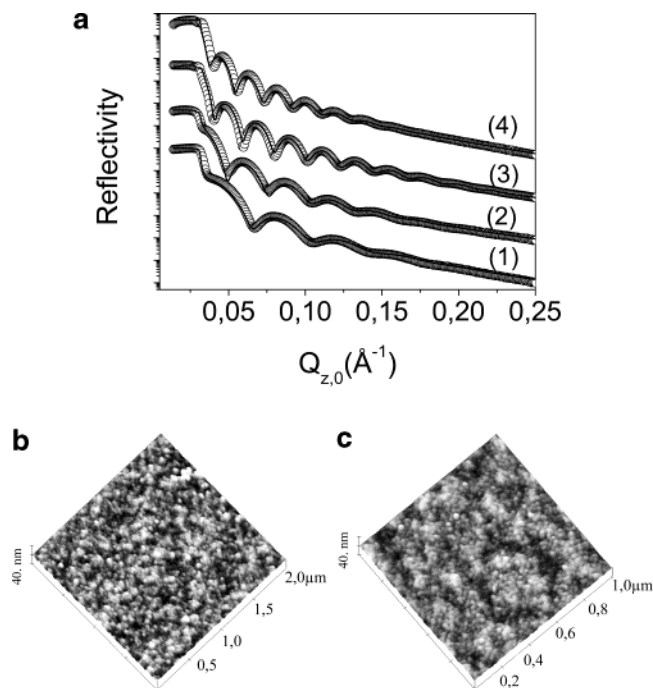 a
Reflectivity
(4)
(3)
(2)
(1)
0,05 0,10 0,15 0,20 0,25
Qz,0(Å-1)
b
40. nm
0,5
1,0
1,5
2,0µm
c
40. nm
0,2
0,4
0,6
0,8
1,0µm